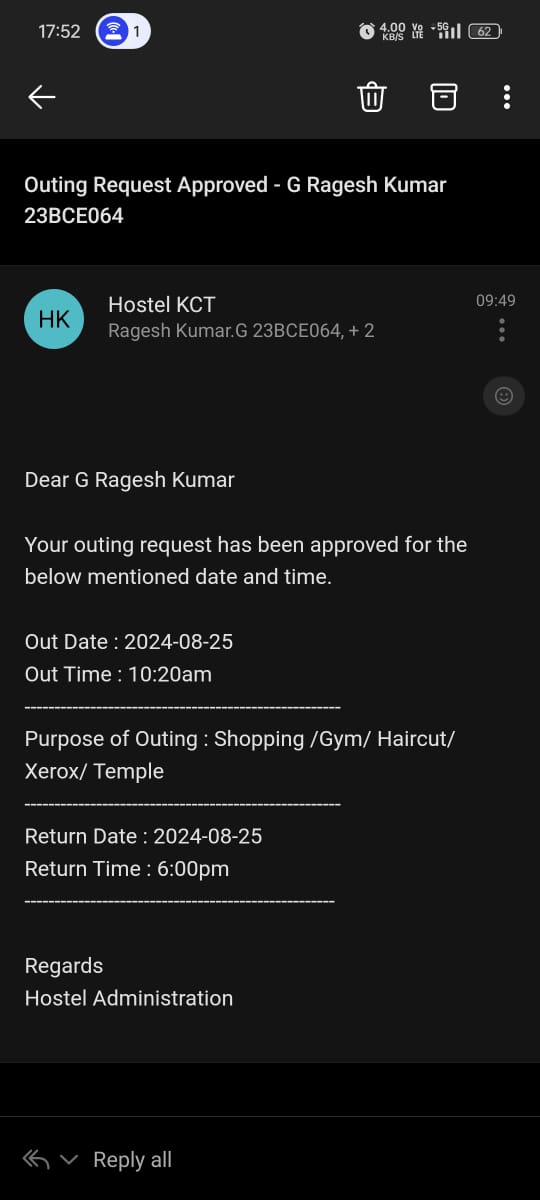 17:52
1
4.00 KB/S
Vo LTE
5G
62
Outing Request Approved - G Ragesh Kumar
23BCE064
HK
Hostel KCT
09:49
Ragesh Kumar.G 23BCE064, + 2
Dear G Ragesh Kumar
Your outing request has been approved for the
below mentioned date and time.
Out Date : 2024-08-25
Out Time : 10:20am
-----------------------------------------------------
Purpose of Outing : Shopping /Gym/ Haircut/
Xerox/ Temple
-----------------------------------------------------
Return Date : 2024-08-25
Return Time : 6:00pm
----------------------------------------------------
Regards
Hostel Administration
Reply all